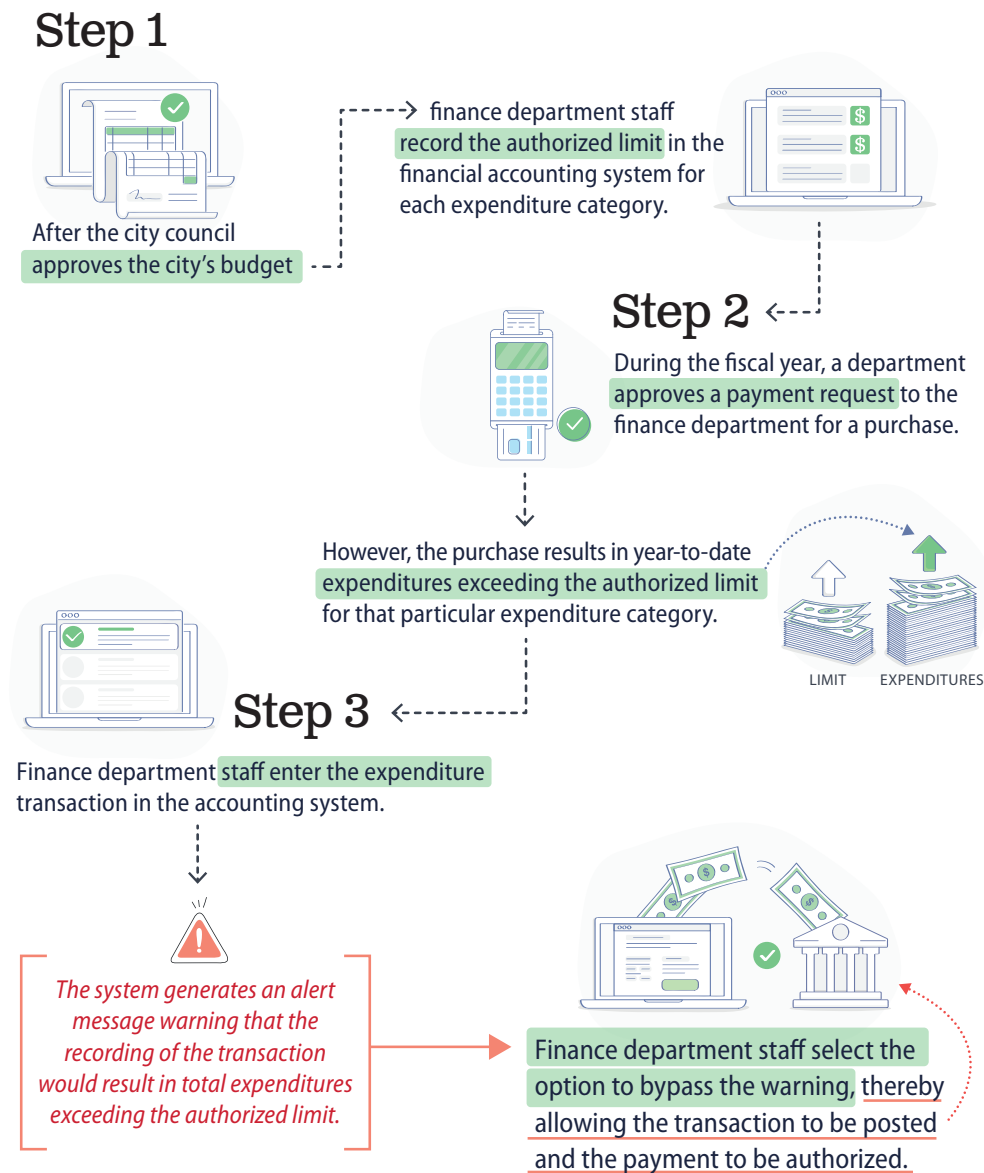 Step 1
After the city council
approves the city's budget
finance department staff
record the authorized limit in the
financial accounting system for
each expenditure category.
Step 2
During the fiscal year, a department
approves a payment request to the
finance department for a purchase.
However, the purchase results in year-to-date
expenditures exceeding the authorized limit
for that particular expenditure category.
LIMIT
EXPENDITURES
Step 3
Finance department staff enter the expenditure
transaction in the accounting system.
The system generates an alert
message warning that the
recording of the transaction
would result in total expenditures
exceeding the authorized limit.
Finance department staff select the
option to bypass the warning, thereby
allowing the transaction to be posted
and the payment to be authorized.